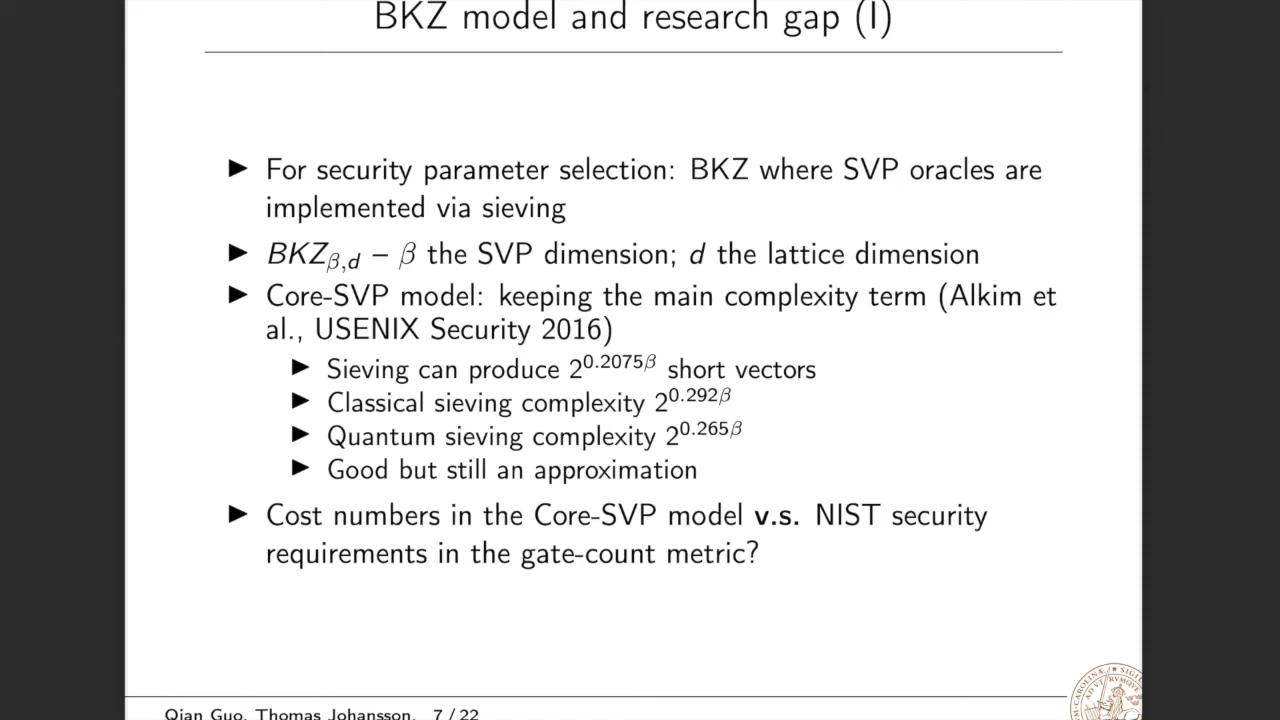 BKZ model and research gap (I)
▶ For security parameter selection: BKZ where SVP oracles are
implemented via sieving
▶ BKZ_{β,d} – β the SVP dimension; d the lattice dimension
▶ Core-SVP model: keeping the main complexity term (Alkim et
al., USENIX Security 2016)
▶ Sieving can produce 2^{0.2075β} short vectors
▶ Classical sieving complexity 2^{0.292β}
▶ Quantum sieving complexity 2^{0.265β}
▶ Good but still an approximation
▶ Cost numbers in the Core-SVP model v.s. NIST security
requirements in the gate-count metric?
Qian Guo, Thomas Johansson, 7 / 22